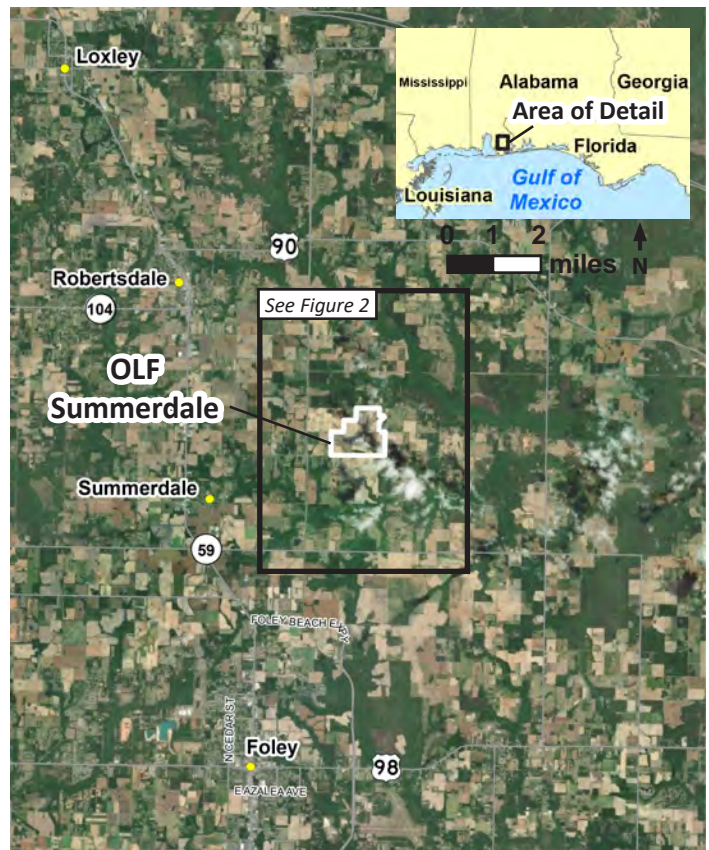 Loxley
Mississippi
Alabama
Georgia
Area of Detail
Florida
Louisiana
Gulf of
Mexico
0 1 2
miles
N
90
Robertsdale
104
See Figure 2
OLF
Summerdale
Summerdale
59
FOLEY BEACH EXPY
N CEDAR ST
Foley
98
E AZALEA AVE